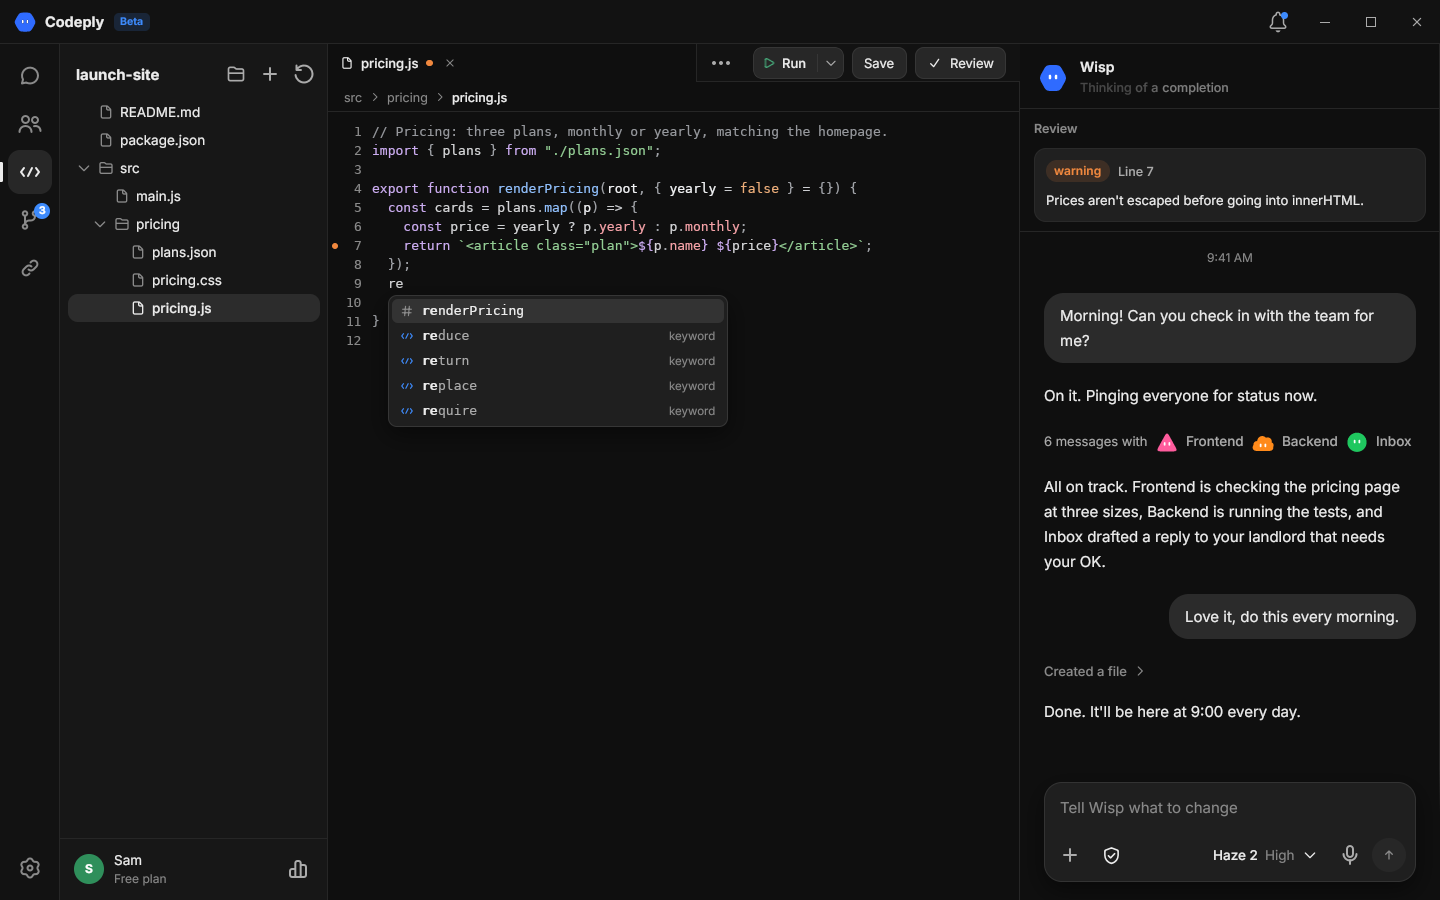 Codeply Beta
launch-site
README.md
package.json
src
main.js
pricing
plans.json
pricing.css
pricing.js
3
S
Sam
Free plan
pricing.js
Run
Save
Review
src > pricing > pricing.js
1 // Pricing: three plans, monthly or yearly, matching the homepage.
2 import { plans } from "./plans.json";
3
4 export function renderPricing(root, { yearly = false } = {}) {
5 const cards = plans.map((p) => {
6 const price = yearly ? p.yearly : p.monthly;
7 return `<article class="plan">${p.name} ${price}</article>`;
8 });
9 re
10
11 }
12
# renderPricing
reduce keyword
return keyword
replace keyword
require keyword
Wisp
Thinking of a completion
Review
warning Line 7
Prices aren't escaped before going into innerHTML.
9:41 AM
Morning! Can you check in with the team for
me?
On it. Pinging everyone for status now.
6 messages with Frontend Backend Inbox
All on track. Frontend is checking the pricing page
at three sizes, Backend is running the tests, and
Inbox drafted a reply to your landlord that needs
your OK.
Love it, do this every morning.
Created a file >
Done. It'll be here at 9:00 every day.
Tell Wisp what to change
Haze 2 High